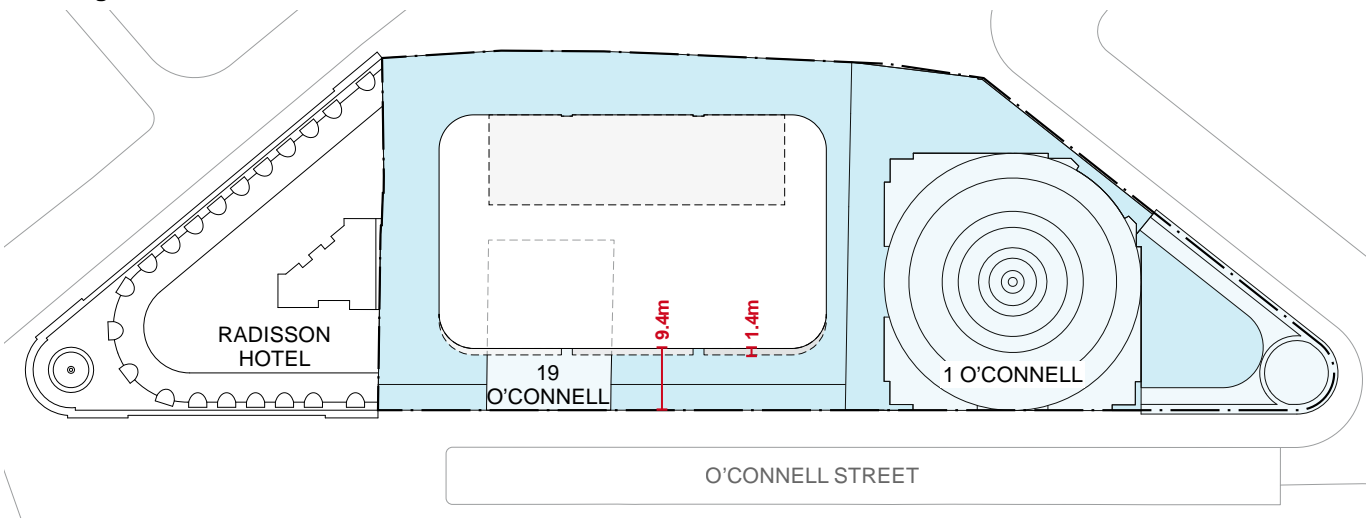 RADISSON
HOTEL
19
O'CONNELL
9.4m
1.4m
1 O'CONNELL
O'CONNELL STREET